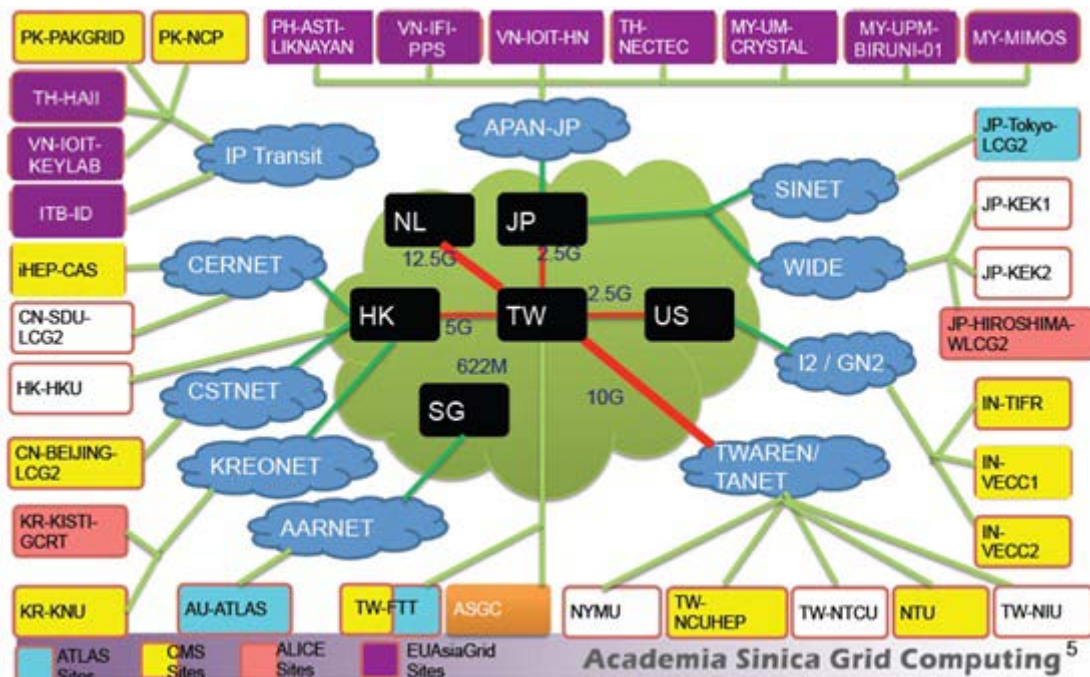 PK-PAKGRID
PK-NCP
PH-ASTI-
LIKNAYAN
VN-IFI-
PPS
VN-IOIT-HN
TH-
NECTEC
MY-UM-
CRYSTAL
MY-UPM-
BIRUNI-01
MY-MIMOS
TH-HAII
VN-IOIT-
KEYLAB
ITB-ID
IP Transit
APAN-JP
JP-Tokyo-
LCG2
SINET
JP-KEK1
JP-KEK2
JP-HIROSHIMA-
WLCG2
WIDE
NL
JP
12.5G
2.5G
iHEP-CAS
CERNET
CN-SDU-
LCG2
HK
TW
US
5G
2.5G
622M
10G
HK-HKU
CSTNET
SG
I2 / GN2
IN-TIFR
IN-
VECC1
IN-
VECC2
CN-BEIJING-
LCG2
KREONET
TWAREN/
TANET
KR-KISTI-
GCRT
AARNET
KR-KNU
AU-ATLAS
TW-FTT
ASGC
NYMU
TW-
NCUHEP
TW-NTCU
NTU
TW-NIU
ATLAS
Sites
CMS
Sites
ALICE
Sites
EUAsiaGrid
Sites
Academia Sinica Grid Computing
5